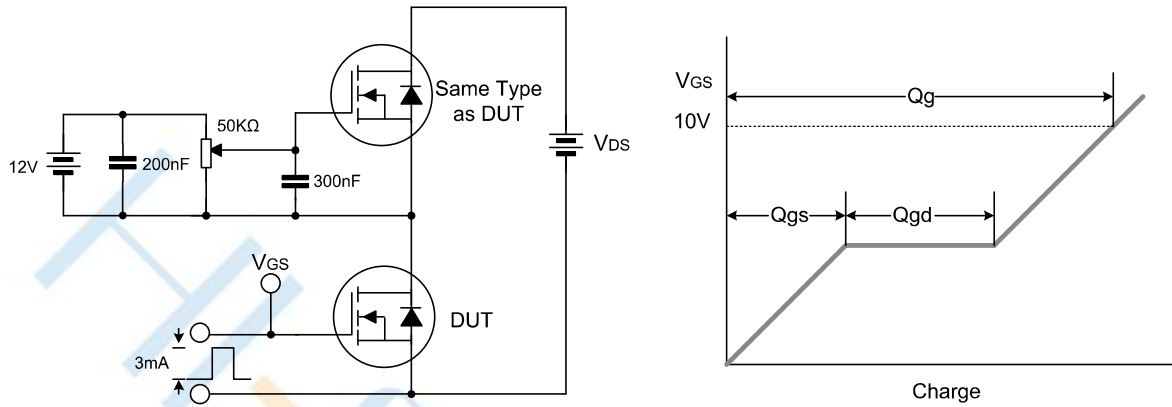 Same Type
as DUT
50KΩ
12V
200nF
300nF
VDS
VGS
DUT
3mA
VGS
10V
Qg
Qgs
Qgd
Charge